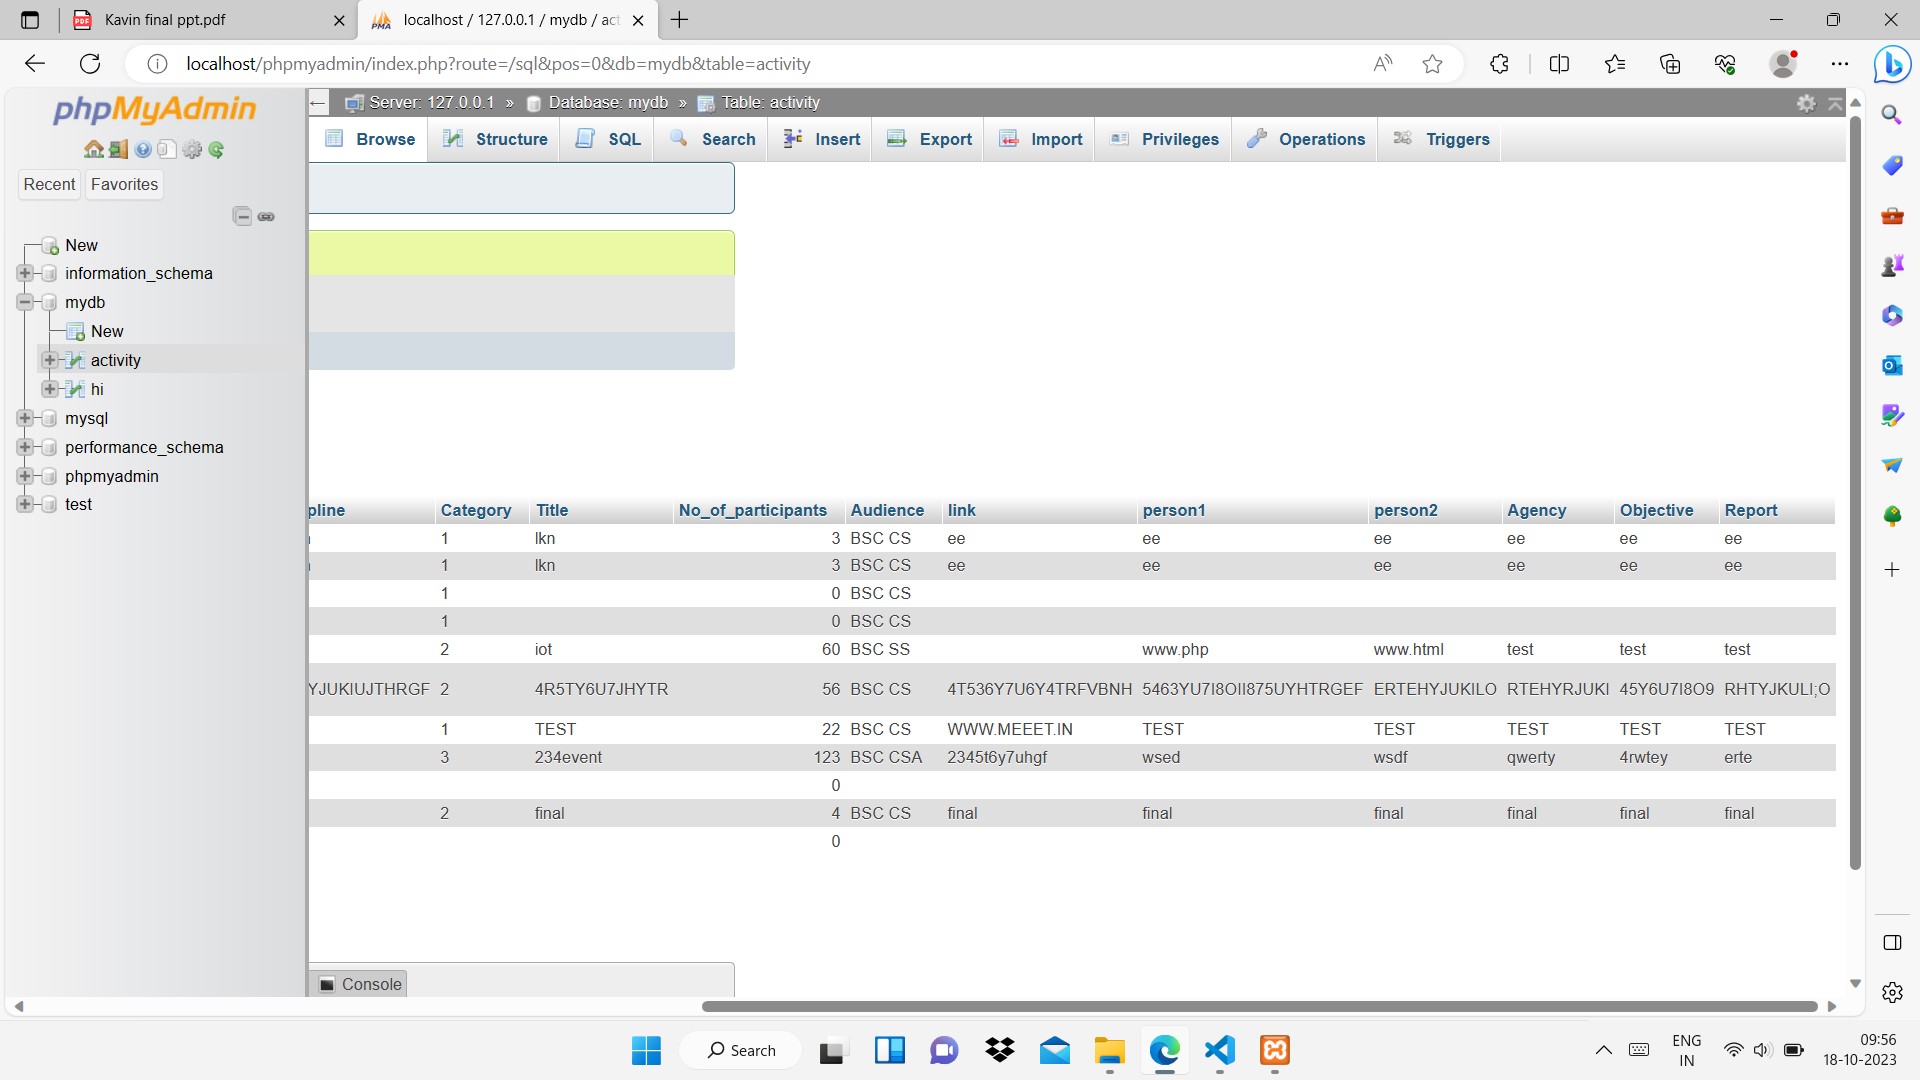 Kavin final ppt.pdf
localhost / 127.0.0.1 / mydb / act
localhost/phpmyadmin/index.php?route=/sql&pos=0&db=mydb&table=activity
phpMyAdmin
Server: 127.0.0.1 » Database: mydb » Table: activity
Browse Structure SQL Search Insert Export Import Privileges Operations Triggers
Recent Favorites
New
information_schema
mydb
New
activity
hi
mysql
performance_schema
phpmyadmin
test
pline Category Title No_of_participants Audience link person1 person2 Agency Objective Report
1 lkn 3 BSC CS ee ee ee ee ee ee
1 lkn 3 BSC CS ee ee ee ee ee ee
1 0 BSC CS
1 0 BSC CS
2 iot 60 BSC SS www.php www.html test test test
YJUKIUJTHRGF 2 4R5TY6U7JHYTR 56 BSC CS 4T536Y7U6Y4TRFVBNH 5463YU7I8OII875UYHTRGEF ERTEHYJUKILO RTEHYRJUKI 45Y6U7I8O9 RHTYJKULI;O
1 TEST 22 BSC CS WWW.MEEET.IN TEST TEST TEST TEST TEST
3 234event 123 BSC CSA 2345t6y7uhgf wsed wsdf qwerty 4rwtey erte
0
2 final 4 BSC CS final final final final final final
0
Console
Search
ENG
IN
09:56
18-10-2023